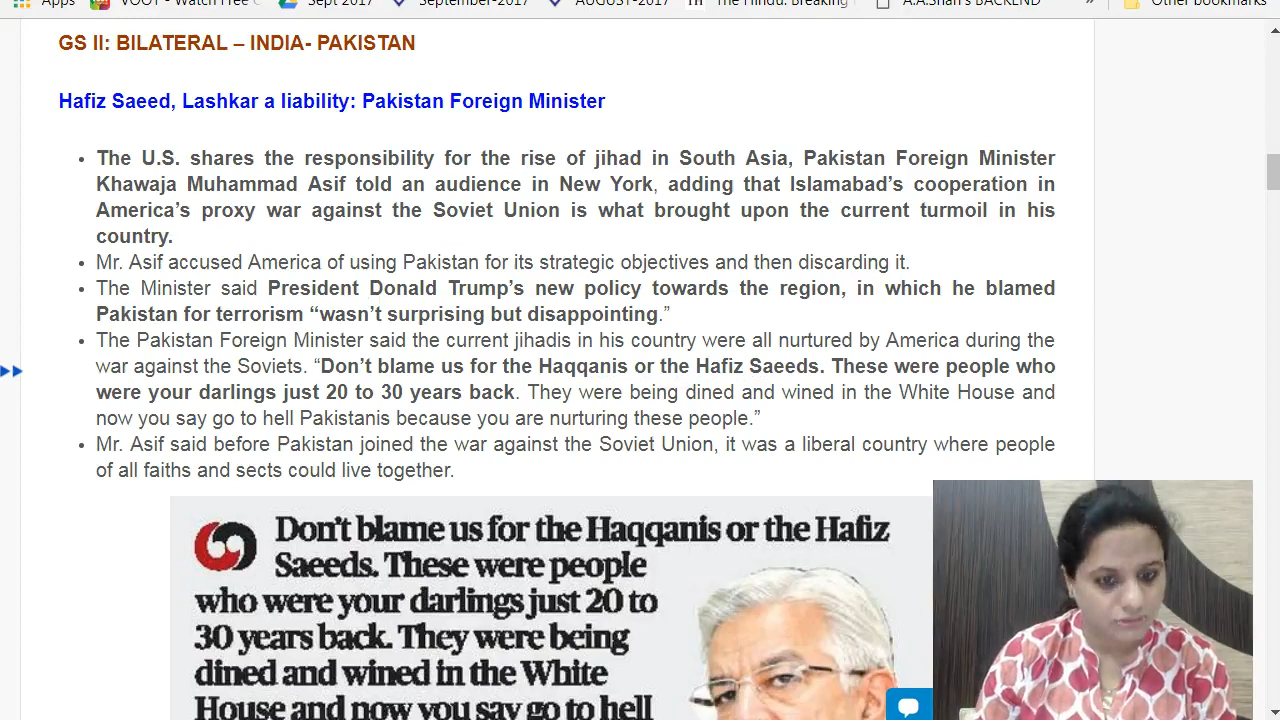 Apps VOOT - Watch Free Sept 2017 September-2017 AUGUST-2017 TH The Hindu: Breaking A.A.Shah's BACKEND » Other bookmarks
GS II: BILATERAL – INDIA- PAKISTAN
Hafiz Saeed, Lashkar a liability: Pakistan Foreign Minister
• The U.S. shares the responsibility for the rise of jihad in South Asia, Pakistan Foreign Minister
Khawaja Muhammad Asif told an audience in New York, adding that Islamabad’s cooperation in
America’s proxy war against the Soviet Union is what brought upon the current turmoil in his
country.
• Mr. Asif accused America of using Pakistan for its strategic objectives and then discarding it.
• The Minister said President Donald Trump’s new policy towards the region, in which he blamed
Pakistan for terrorism “wasn’t surprising but disappointing.”
• The Pakistan Foreign Minister said the current jihadis in his country were all nurtured by America during the
war against the Soviets. “Don’t blame us for the Haqqanis or the Hafiz Saeeds. These were people who
were your darlings just 20 to 30 years back. They were being dined and wined in the White House and
now you say go to hell Pakistanis because you are nurturing these people.”
• Mr. Asif said before Pakistan joined the war against the Soviet Union, it was a liberal country where people
of all faiths and sects could live together.
Don't blame us for the Haqqanis or the Hafiz
Saeeds. These were people
who were your darlings just 20 to
30 years back. They were being
dined and wined in the White
House and now you say go to hell